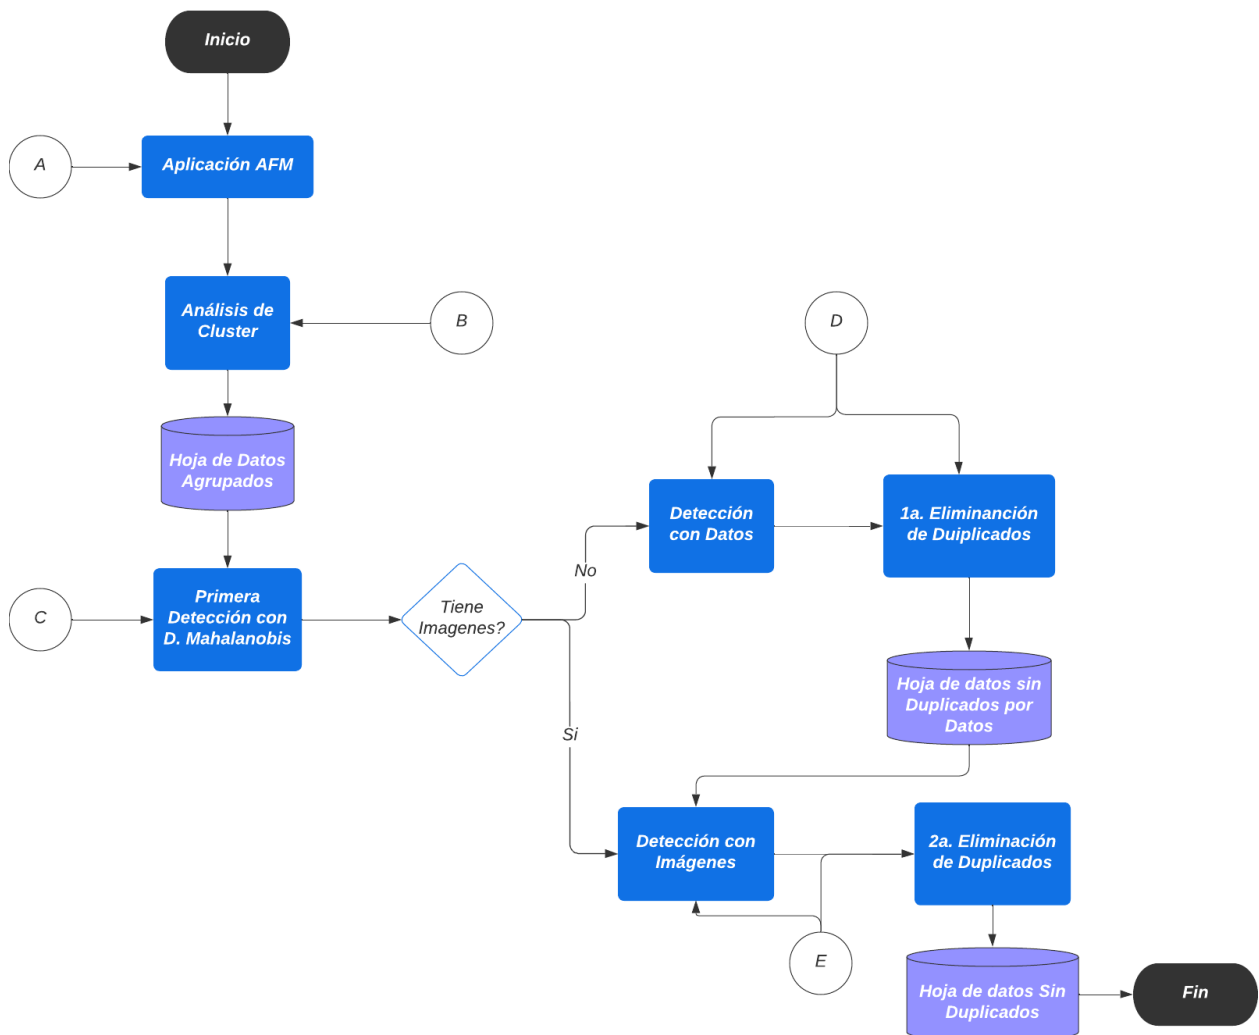 Inicio
A
Aplicación AFM
Análisis de
Cluster
B
D
Hoja de Datos
Agrupados
Detección
con Datos
1a. Eliminanción
de Duiplicados
No
C
Primera
Detección con
D. Mahalanobis
Tiene
Imagenes?
Hoja de datos sin
Duplicados por
Datos
Si
Detección con
Imágenes
2a. Eliminación
de Duplicados
E
Hoja de datos Sin
Duplicados
Fin